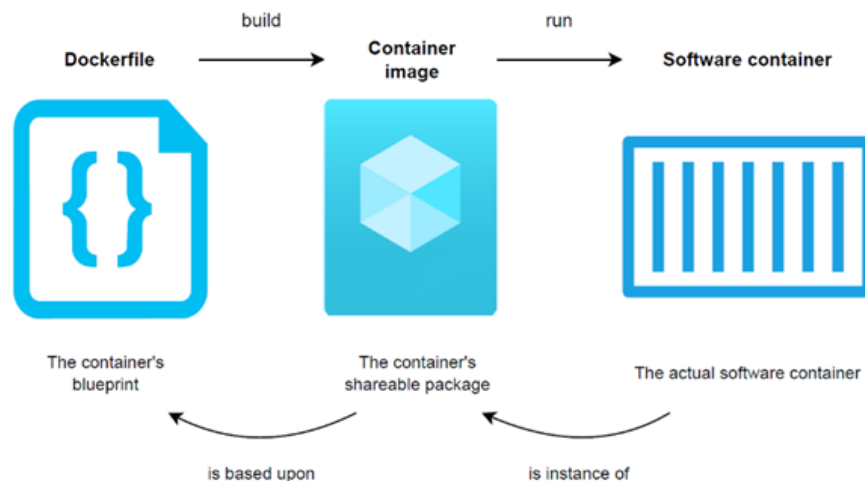 build
run
Dockerfile
Container
image
Software container
{}
The container's
blueprint
The container's
shareable package
The actual software container
is based upon
is instance of